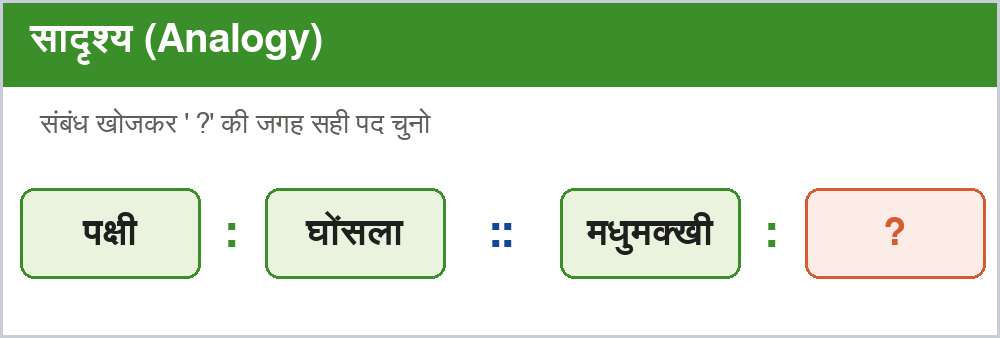 सादृश्य (Analogy)
संबंध खोजकर ' ?' की जगह सही पद चुनो
पक्षी : घोंसला :: मधुमक्खी : ?